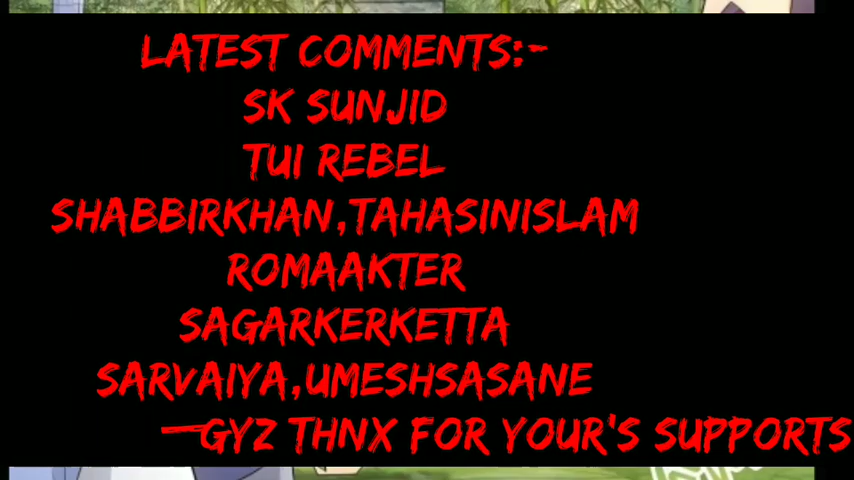 LATEST COMMENTS:-
SK SUNJID
TUI REBEL
SHABBIRKHAN,TAHASINISLAM
ROMAAKTER
SAGARKERKETTA
SARVAIYA,UMESHSASANE
—GYZ THNX FOR YOUR'S SUPPORTS